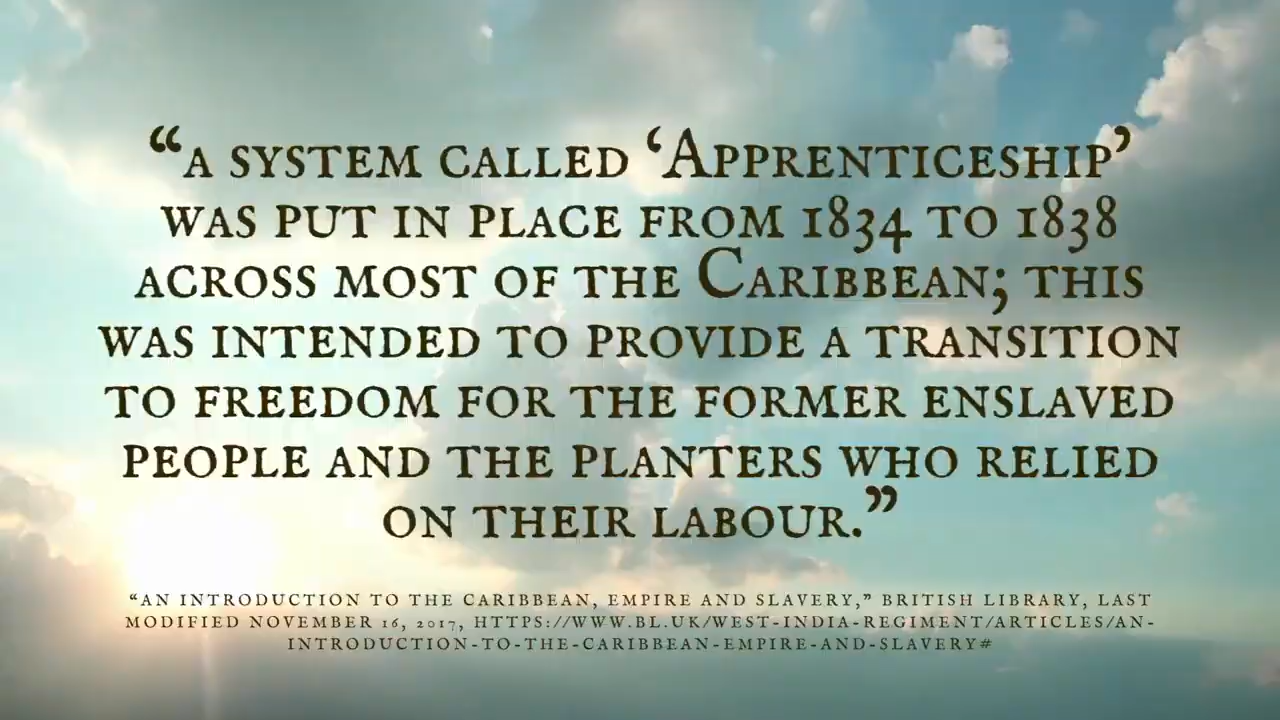 “A SYSTEM CALLED ‘APPRENTICESHIP’
WAS PUT IN PLACE FROM 1834 TO 1838
ACROSS MOST OF THE CARIBBEAN; THIS
WAS INTENDED TO PROVIDE A TRANSITION
TO FREEDOM FOR THE FORMER ENSLAVED
PEOPLE AND THE PLANTERS WHO RELIED
ON THEIR LABOUR.”
“AN INTRODUCTION TO THE CARIBBEAN, EMPIRE AND SLAVERY,” BRITISH LIBRARY, LAST
MODIFIED NOVEMBER 16, 2017, HTTPS://WWW.BL.UK/WEST-INDIA-REGIMENT/ARTICLES/AN-
INTRODUCTION-TO-THE-CARIBBEAN-EMPIRE-AND-SLAVERY#